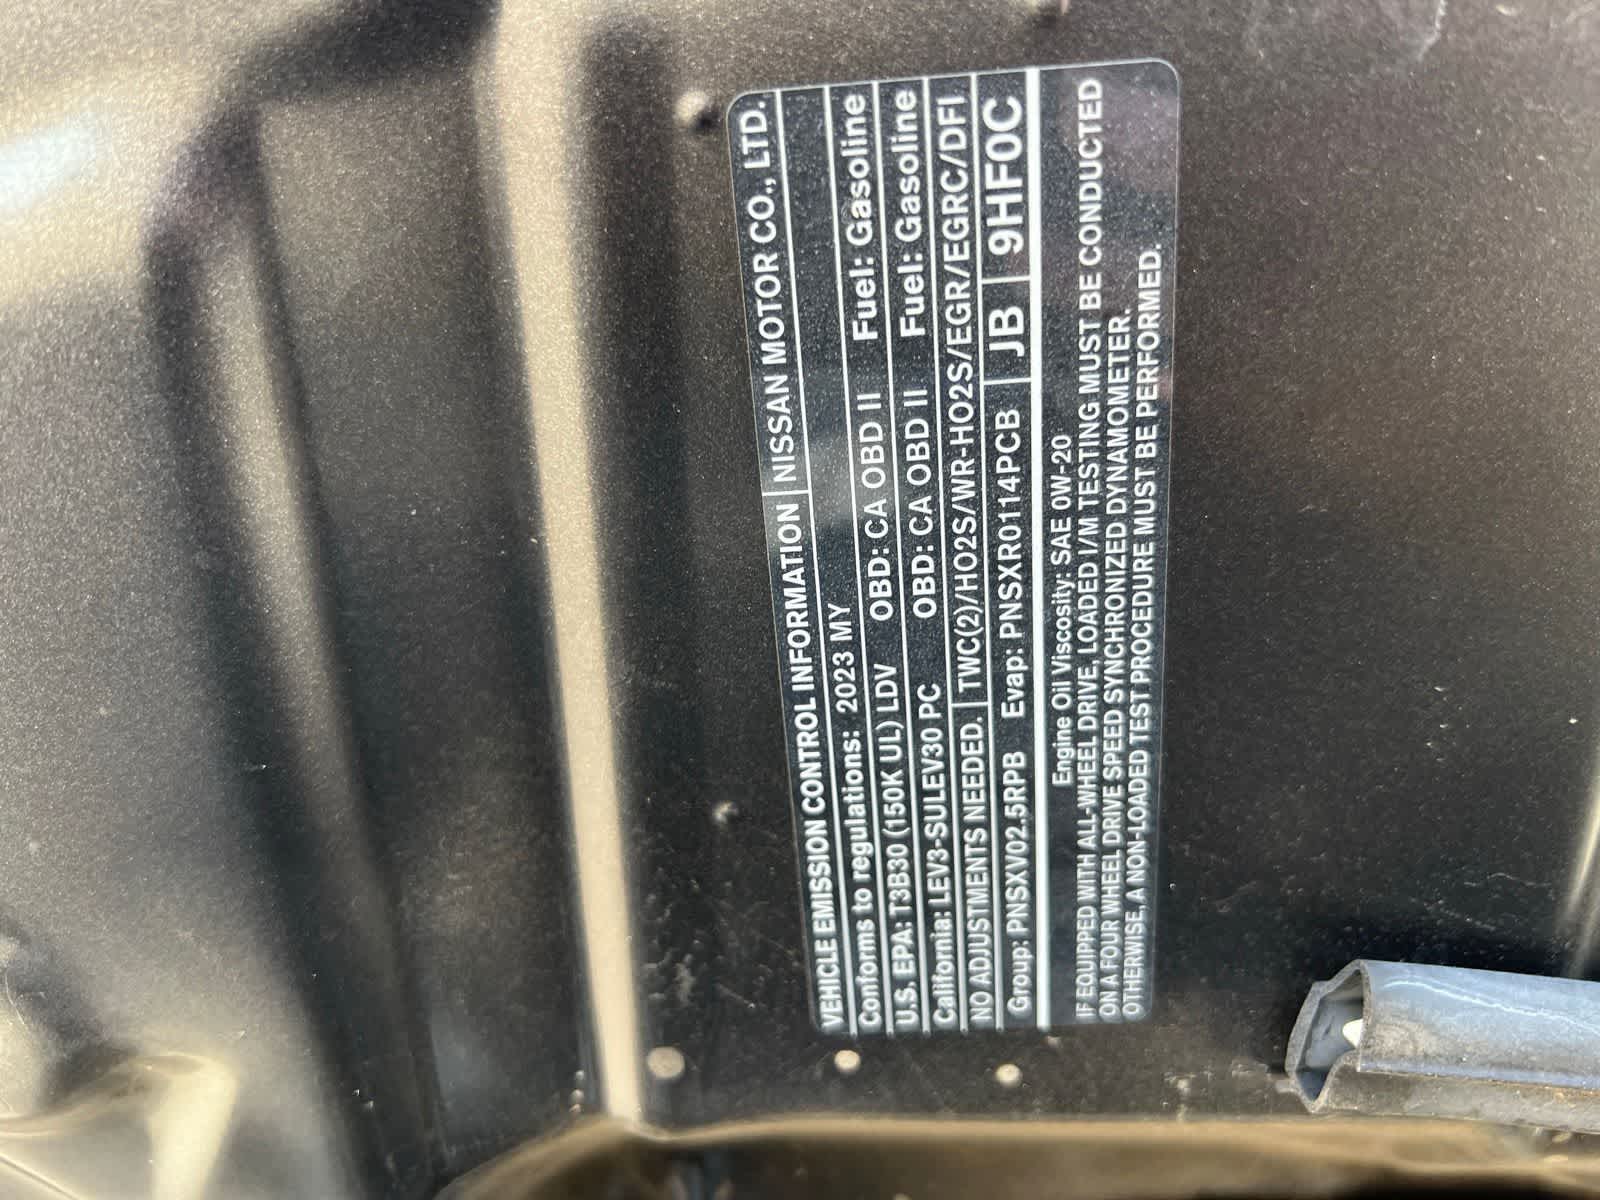 VEHICLE EMISSION CONTROL INFORMATION NISSAN MOTOR CO., LTD.
Conforms to regulations: 2023 MY
U.S. EPA: T3B30 (150K UL) LDV OBD: CA OBD II Fuel: Gasoline
California: LEV3-SULEV30 PC OBD: CA OBD II Fuel: Gasoline
NO ADJUSTMENTS NEEDED. TWC(2)/HO2S/WR-HO2S/EGR/EGRC/DFI
Group: PNSXV02.5RPB Evap: PNSXR0114PCB JB 9HF0C
Engine Oil Viscosity: SAE 0W-20
IF EQUIPPED WITH ALL-WHEEL DRIVE, LOADED I/M TESTING MUST BE CONDUCTED
ON A FOUR WHEEL DRIVE SPEED SYNCHRONIZED DYNAMOMETER.
OTHERWISE, A NON-LOADED TEST PROCEDURE MUST BE PERFORMED.